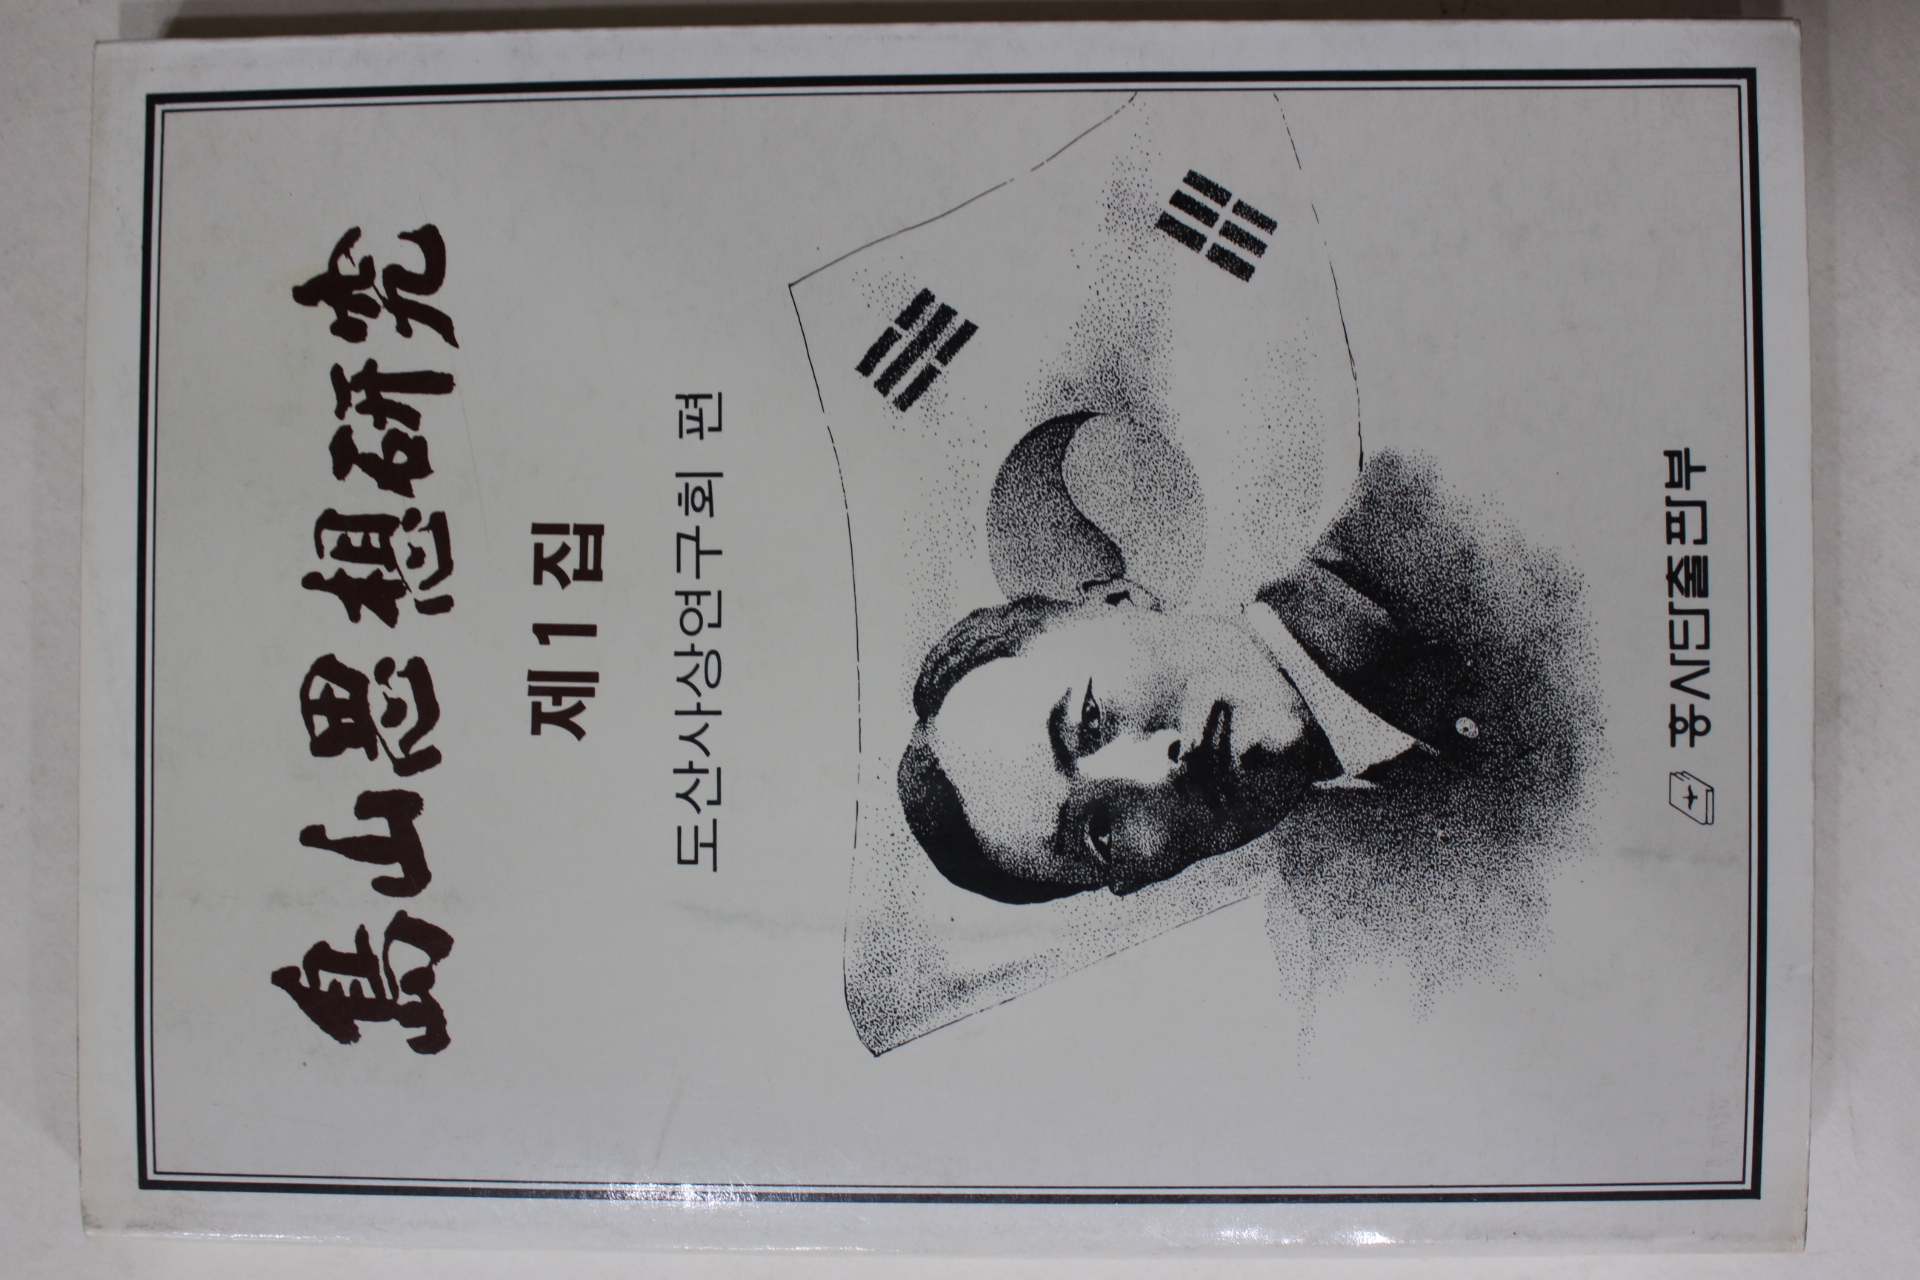 島山思想研究
제1집
도산사상연구회 편
흥사단출판부